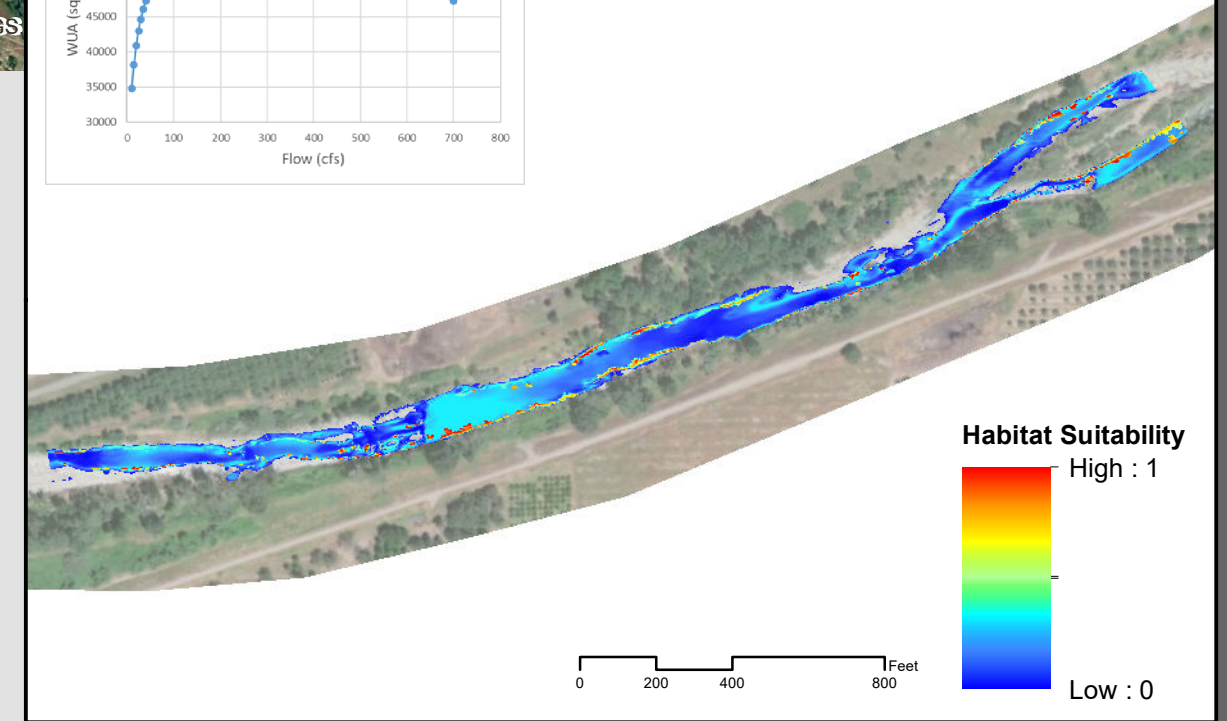 WUA (sq
45000
40000
35000
30000
0 100 200 300 400 500 600 700 800
Flow (cfs)
Habitat Suitability
High : 1
=
Low : 0
Feet
0 200 400 800